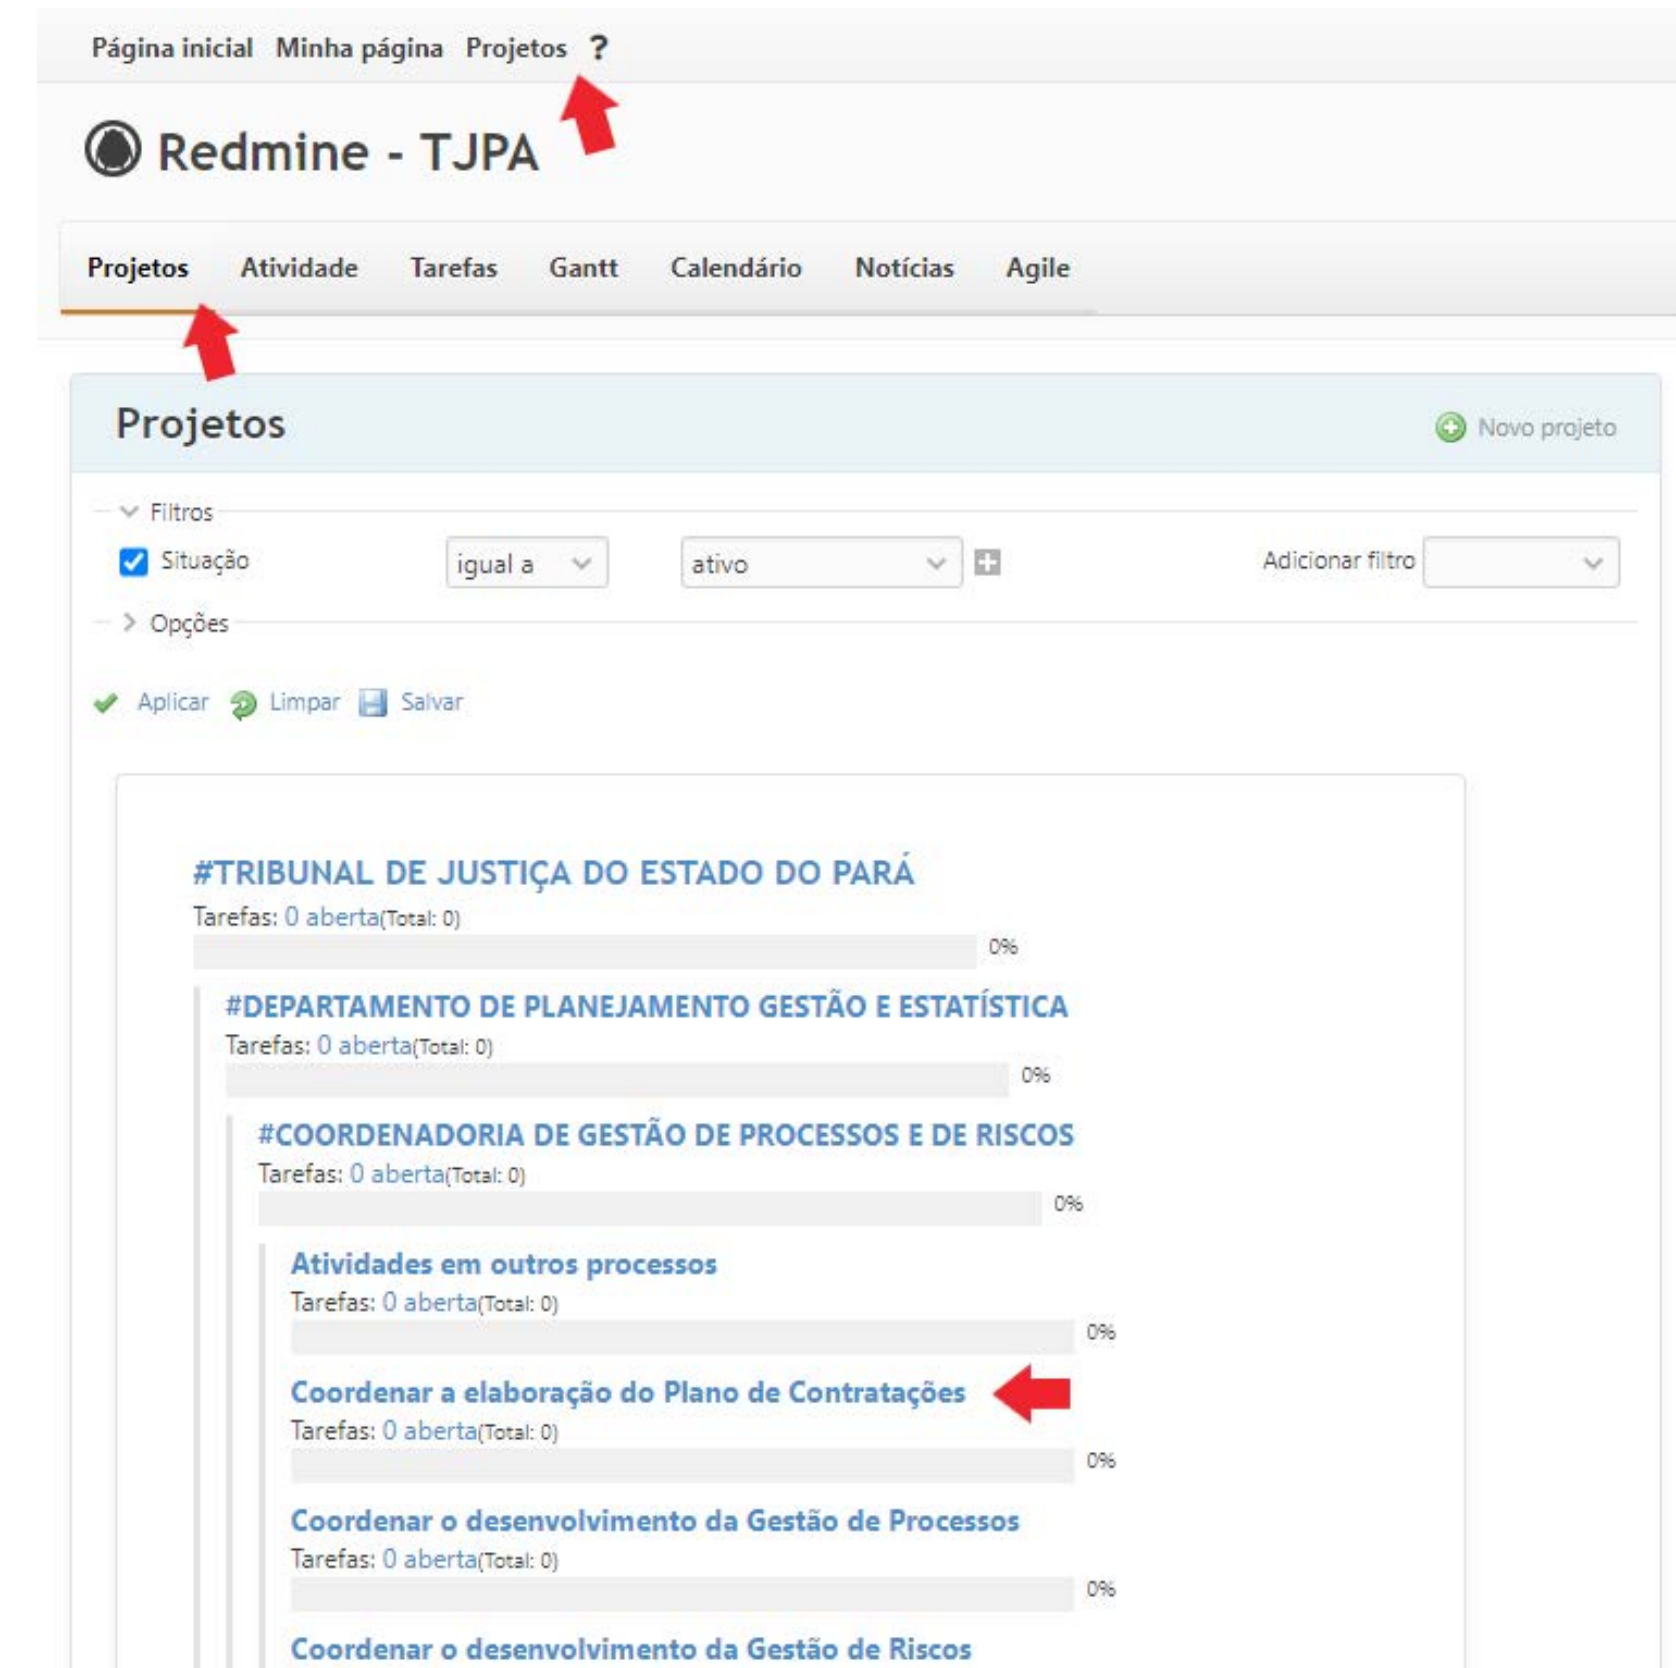 Página inicial Minha página Projetos ?
Redmine - TJPA
Projetos Atividade Tarefas Gantt Calendário Notícias Agile
Projetos Novo projeto
Filtros
Situação igual a ativo Adicionar filtro
Opções
Aplicar Limpar Salvar
#TRIBUNAL DE JUSTIÇA DO ESTADO DO PARÁ
Tarefas: 0 aberta(Total: 0)
0%
#DEPARTAMENTO DE PLANEJAMENTO GESTÃO E ESTATÍSTICA
Tarefas: 0 aberta(Total: 0)
0%
#COORDENADORIA DE GESTÃO DE PROCESSOS E DE RISCOS
Tarefas: 0 aberta(Total: 0)
0%
Atividades em outros processos
Tarefas: 0 aberta(Total: 0)
0%
Coordenar a elaboração do Plano de Contratações
Tarefas: 0 aberta(Total: 0)
0%
Coordenar o desenvolvimento da Gestão de Processos
Tarefas: 0 aberta(Total: 0)
0%
Coordenar o desenvolvimento da Gestão de Riscos